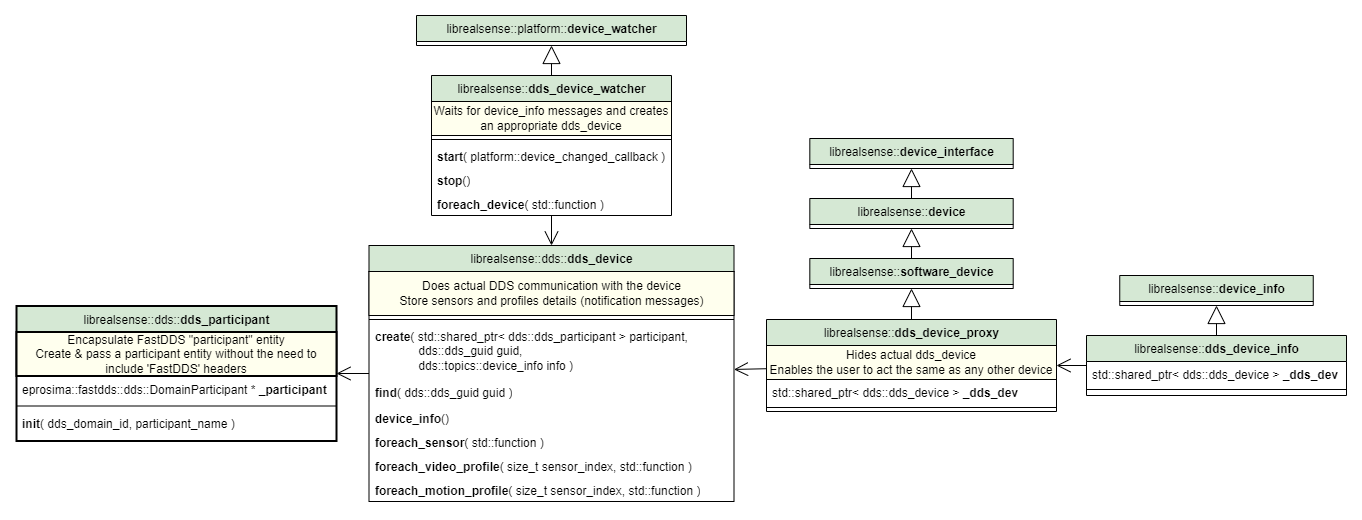 librealsense::platform::device_watcher
librealsense::dds_device_watcher
Waits for device_info messages and creates
an appropriate dds_device
start( platform::device_changed_callback )
stop()
foreach_device( std::function )
librealsense::dds::dds_device
Does actual DDS communication with the device
Store sensors and profiles details (notification messages)
create( std::shared_ptr< dds::dds_participant > participant,
dds::dds_guid guid,
dds::topics::device_info info )
find( dds::dds_guid guid )
device_info()
foreach_sensor( std::function )
foreach_video_profile( size_t sensor_index, std::function )
foreach_motion_profile( size_t sensor_index, std::function )
librealsense::dds::dds_participant
Encapsulate FastDDS "participant" entity
Create & pass a participant entity without the need to
include 'FastDDS' headers
eprosima::fastdds::dds::DomainParticipant * _participant
init( dds_domain_id, participant_name )
librealsense::device_interface
librealsense::device
librealsense::software_device
librealsense::dds_device_proxy
Hides actual dds_device
Enables the user to act the same as any other device
std::shared_ptr< dds::dds_device > _dds_dev
librealsense::device_info
librealsense::dds_device_info
std::shared_ptr< dds::dds_device > _dds_dev